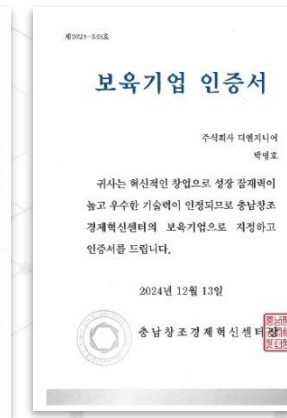 제2024-333호
보육기업 인증서
주식회사 디엔지니어
박명호
귀사는 혁신적인 창업으로 성장 잠재력이
높고 우수한 기술력이 인정되므로 충남창조
경제혁신센터의 보육기업으로 지정하고
인증서를 드립니다.
2024년 12월 13일
충남창조경제혁신센터장